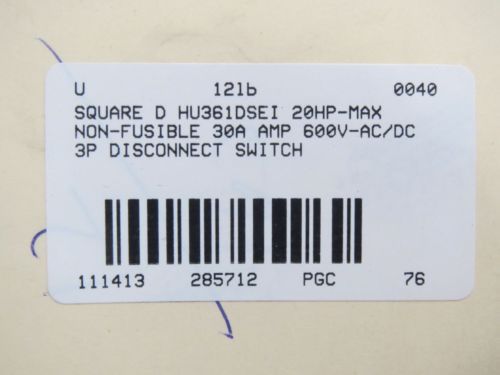 U 12lb 0040
SQUARE D HU361DSEI 20HP-MAX
NON-FUSIBLE 30A AMP 600V-AC/DC
3P DISCONNECT SWITCH
111413 285712 PGC 76